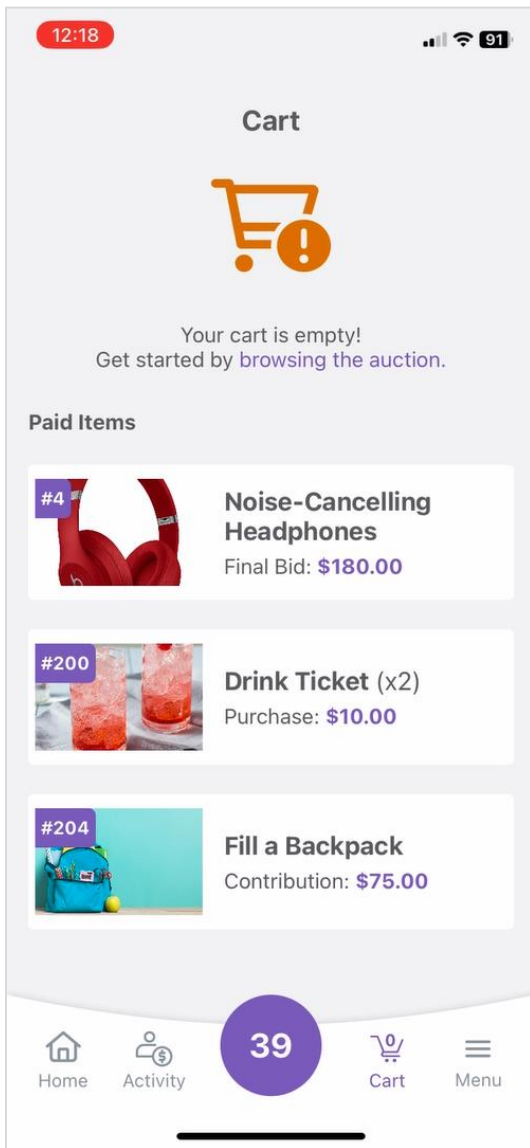 12:18
91
Cart
Your cart is empty!
Get started by browsing the auction.
Paid Items
#4
Noise-Cancelling
Headphones
Final Bid: $180.00
#200
Drink Ticket (x2)
Purchase: $10.00
#204
Fill a Backpack
Contribution: $75.00
39
0
Home
Activity
Cart
Menu